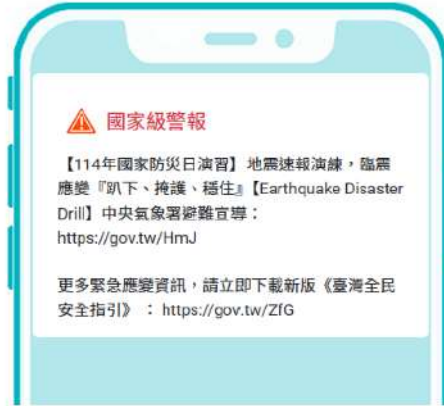 國家級警報
【114年國家防災日演習】地震速報演練，臨震
應變『趴下、掩護、穩住』【Earthquake Disaster
Drill】中央氣象署避難宣導：
https://gov.tw/HmJ
更多緊急應變資訊，請立即下載新版《臺灣全民
安全指引》：https://gov.tw/ZfG